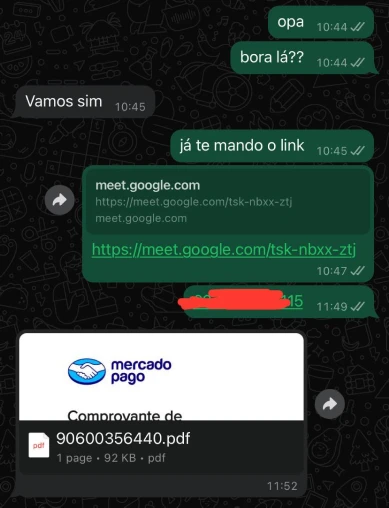 opa
10:44
bora lá??
10:44
Vamos sim
10:45
já te mando o link
10:45
meet.google.com
https://meet.google.com/tsk-nbxx-ztj
meet.google.com
https://meet.google.com/tsk-nbxx-ztj
10:47
15
11:49
mercado
pago
Comprovante de
pdf
90600356440.pdf
1 page • 92 KB • pdf
11:52